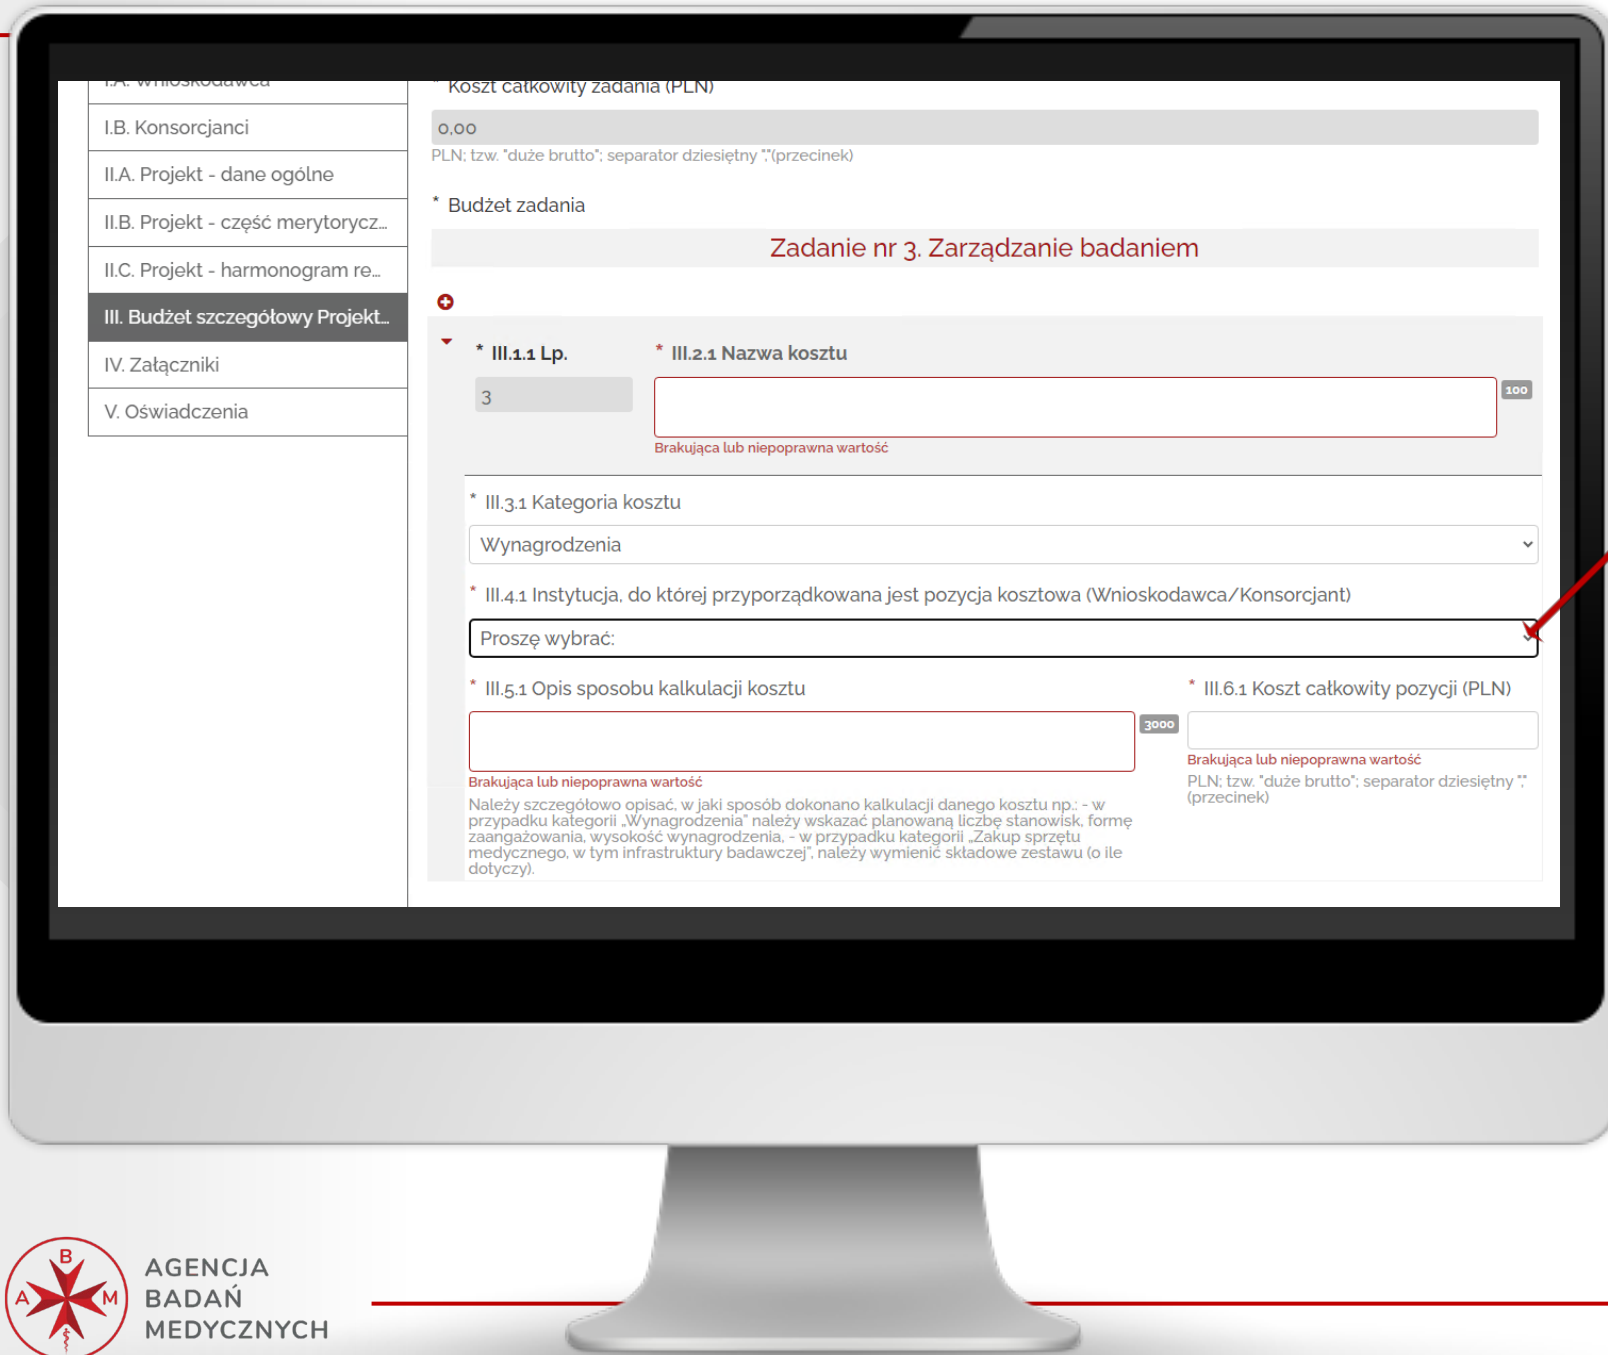 I.A. Wnioskodawca
I.B. Konsorcjanci
II.A. Projekt - dane ogólne
II.B. Projekt - część merytorycz...
II.C. Projekt - harmonogram re...
III. Budżet szczegółowy Projekt...
IV. Załączniki
V. Oświadczenia
* Koszt całkowity zadania (PLN)
0,00
PLN; tzw. "duże brutto"; separator dziesiętny ","(przecinek)
* Budżet zadania
Zadanie nr 3. Zarządzanie badaniem
* III.1.1 Lp.
3
* III.2.1 Nazwa kosztu
100
Brakująca lub niepoprawna wartość
* III.3.1 Kategoria kosztu
Wynagrodzenia
* III.4.1 Instytucja, do której przyporządkowana jest pozycja kosztowa (Wnioskodawca/Konsorcjant)
Proszę wybrać:
* III.5.1 Opis sposobu kalkulacji kosztu
3000
Brakująca lub niepoprawna wartość
Należy szczegółowo opisać, w jaki sposób dokonano kalkulacji danego kosztu np.: - w
przypadku kategorii „Wynagrodzenia" należy wskazać planowaną liczbę stanowisk, formę
zaangażowania, wysokość wynagrodzenia, - w przypadku kategorii „Zakup sprzętu
medycznego, w tym infrastruktury badawczej", należy wymienić składowe zestawu (o ile
dotyczy).
* III.6.1 Koszt całkowity pozycji (PLN)
Brakująca lub niepoprawna wartość
PLN; tzw. "duże brutto"; separator dziesiętny ","
(przecinek)
A B M
AGENCJA
BADAŃ
MEDYCZNYCH